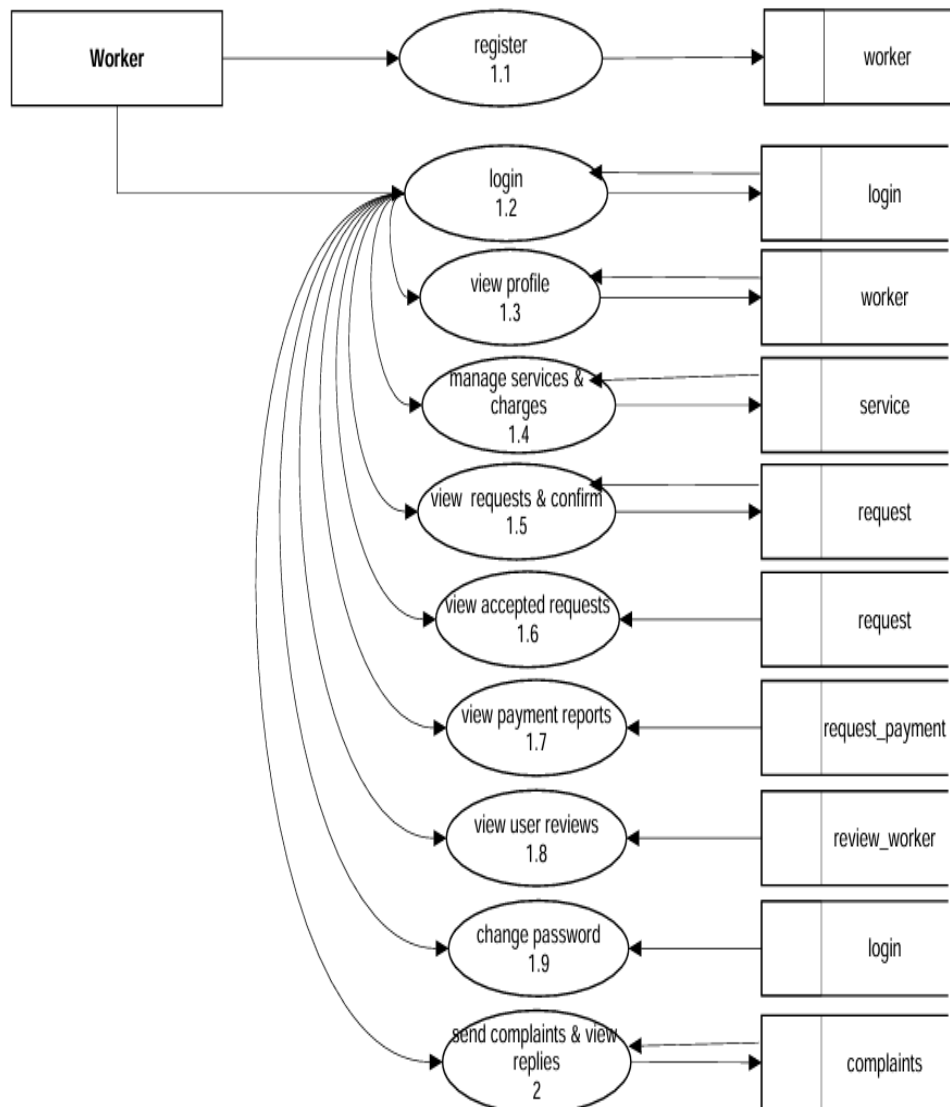 Worker
register
1.1
worker
login
1.2
login
view profile
1.3
worker
manage services &
charges
1.4
service
view requests & confirm
1.5
request
view accepted requests
1.6
request
view payment reports
1.7
request_payment
view user reviews
1.8
review_worker
change password
1.9
login
send complaints & view
replies
2
complaints